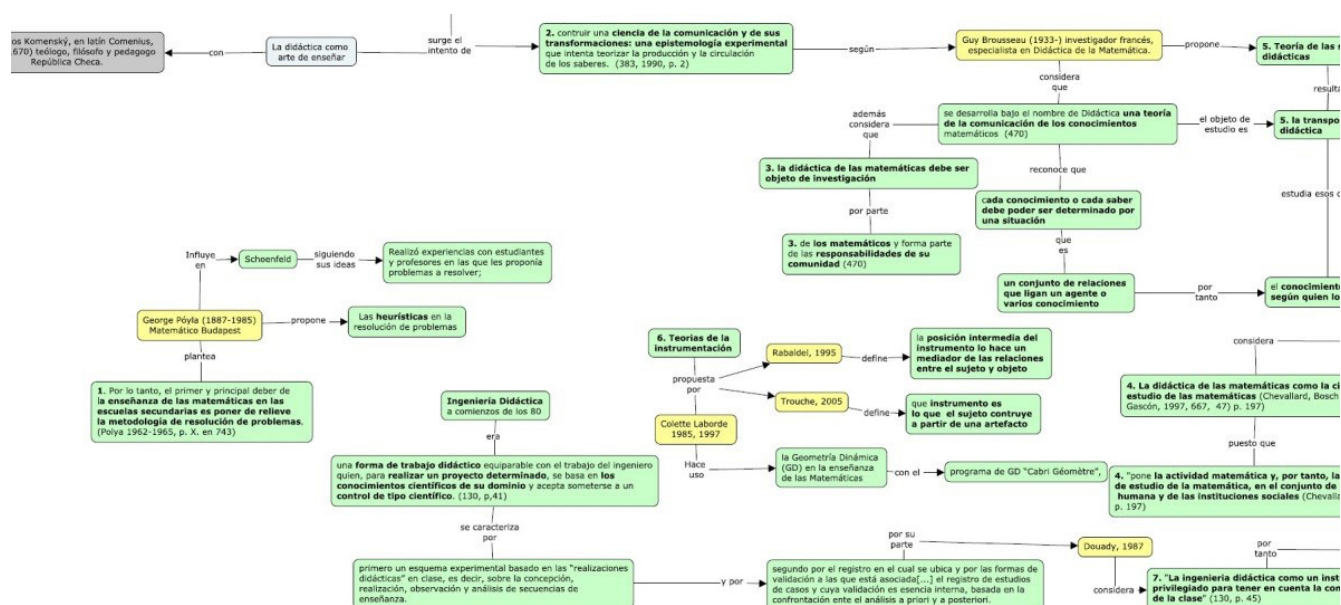 os Komenský, en latín Comenius,
670) teólogo, filósofo y pedagogo
República Checa.
con
La didáctica como
arte de enseñar
surge el
intento de
2. contruir una ciencia de la comunicación y de sus
transformaciones: una epistemología experimental
que intenta teorizar la producción y la circulación
de los saberes. (383, 1990, p. 2)
según
Guy Brousseau (1933-) investigador francés,
especialista en Didáctica de la Matemática.
propone
5. Teoría de las s
didácticas
result
considera
que
se desarrolla bajo el nombre de Didáctica una teoría
de la comunicación de los conocimientos
matemáticos (470)
el objeto de
estudio es
5. la transpo
didáctica
estudia esos
además
considera
que
3. la didáctica de las matemáticas debe ser
objeto de investigación
por parte
3. de los matemáticos y forma parte
de las responsabilidades de su
comunidad (470)
reconoce que
cada conocimiento o cada saber
debe poder ser determinado por
una situación
que
es
un conjunto de relaciones
que ligan un agente o
varios conocimiento
por
tanto
el conocimiento
según quien lo
Influye
en
Schoenfeld
siguiendo
sus ideas
Realizó experiencias con estudiantes
y profesores en las que les proponía
problemas a resolver;
George Póyla (1887-1985)
Matemático Budapest
propone
Las heurísticas en la
resolución de problemas
plantea
1. Por lo tanto, el primer y principal deber de
la enseñanza de las matemáticas en las
escuelas secundarias es poner de relieve
la metodología de resolución de problemas.
(Polya 1962-1965, p. X. en 743)
6. Teorias de la
instrumentación
propuesta
por
Rabaldel, 1995
define
la posición intermedia del
instrumento lo hace un
mediador de las relaciones
entre el sujeto y objeto
Trouche, 2005
define
que instrumento es
lo que el sujeto contruye
a partir de una artefacto
Colette Laborde
1985, 1997
Hace
uso
la Geometría Dinámica
(GD) en la enseñanza
de las Matemáticas
con el
programa de GD "Cabri Géomètre",
considera
4. La didáctica de las matemáticas como la ci
estudio de las matemáticas (Chevallard, Bosch
Gascón, 1997, 667, 47) p. 197)
puesto que
4. "pone la actividad matemática y, por tanto, la
de estudio de la matemática, en el conjunto de
humana y de las instituciones sociales (Chevalla
p. 197)
Ingeniería Didáctica
a comienzos de los 80
era
una forma de trabajo didáctico equiparable con el trabajo del ingeniero
quien, para realizar un proyecto determinado, se basa en los
los conocimientos científicos de su dominio y acepta someterse a un
control de tipo científico. (130, p,41)
se caracteriza
por
primero un esquema experimental basado en las "realizaciones
didácticas" en clase, es decir, sobre la concepción,
realización, observación y análisis de secuencias de
enseñanza.
y por
segundo por el registro en el cual se ubica y por las formas de
validación a las que está asociada[...] el registro de estudios
de casos y cuya validación es esencia interna, basada en la
confrontación ente el análisis a priori y a posteriori.
por su
parte
Douady, 1987
considera
por
tanto
7. "La ingenieria didáctica como un inst
privilegiado para tener en cuenta la co
de la clase" (130, p. 45)